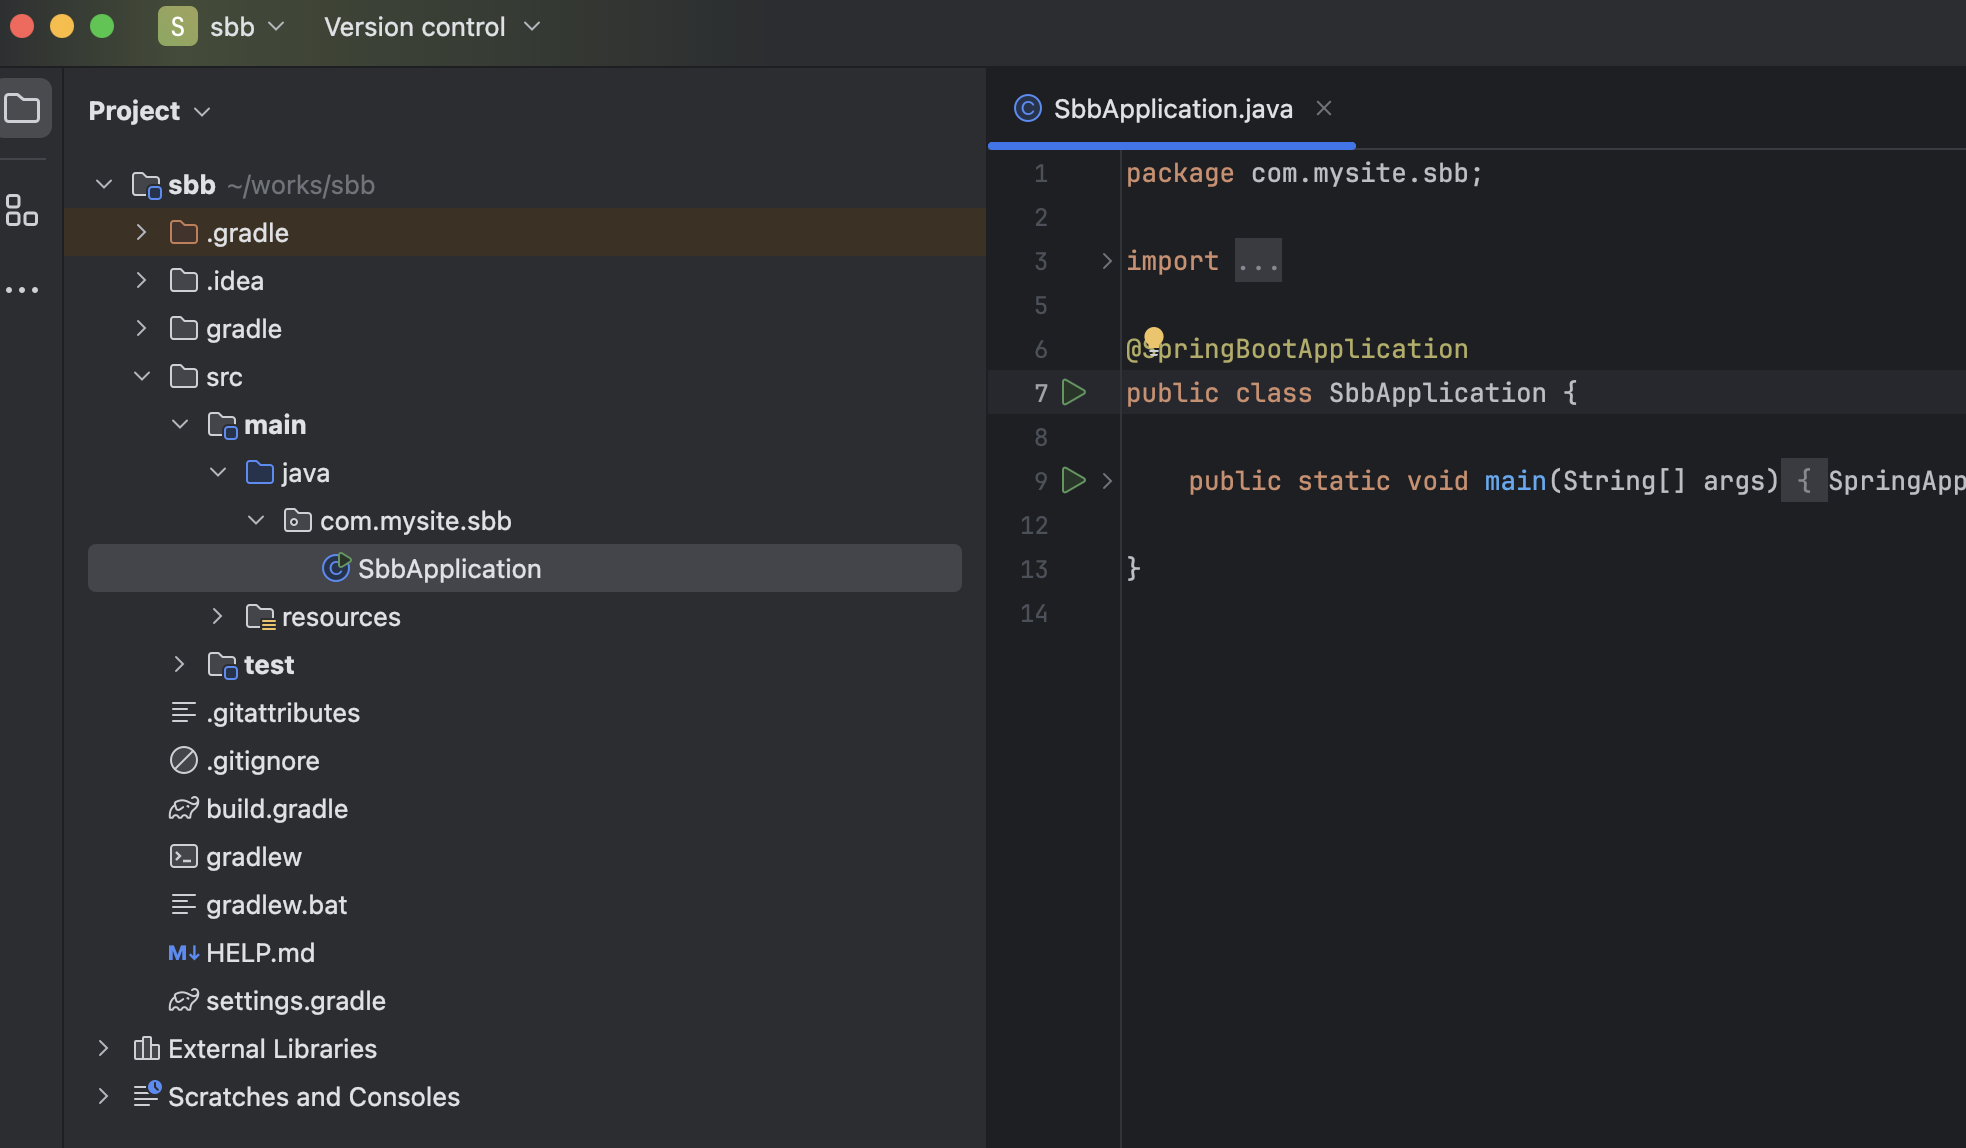 S sbb Version control
Project
sbb ~/works/sbb
.gradle
.idea
gradle
src
main
java
com.mysite.sbb
SbbApplication
resources
test
.gitattributes
.gitignore
build.gradle
gradlew
gradlew.bat
M↓ HELP.md
settings.gradle
External Libraries
Scratches and Consoles
SbbApplication.java
1 package com.mysite.sbb;
2
3 import ...
5
6 @SpringBootApplication
7 public class SbbApplication {
8
9 public static void main(String[] args) { SpringApp
12
13 }
14